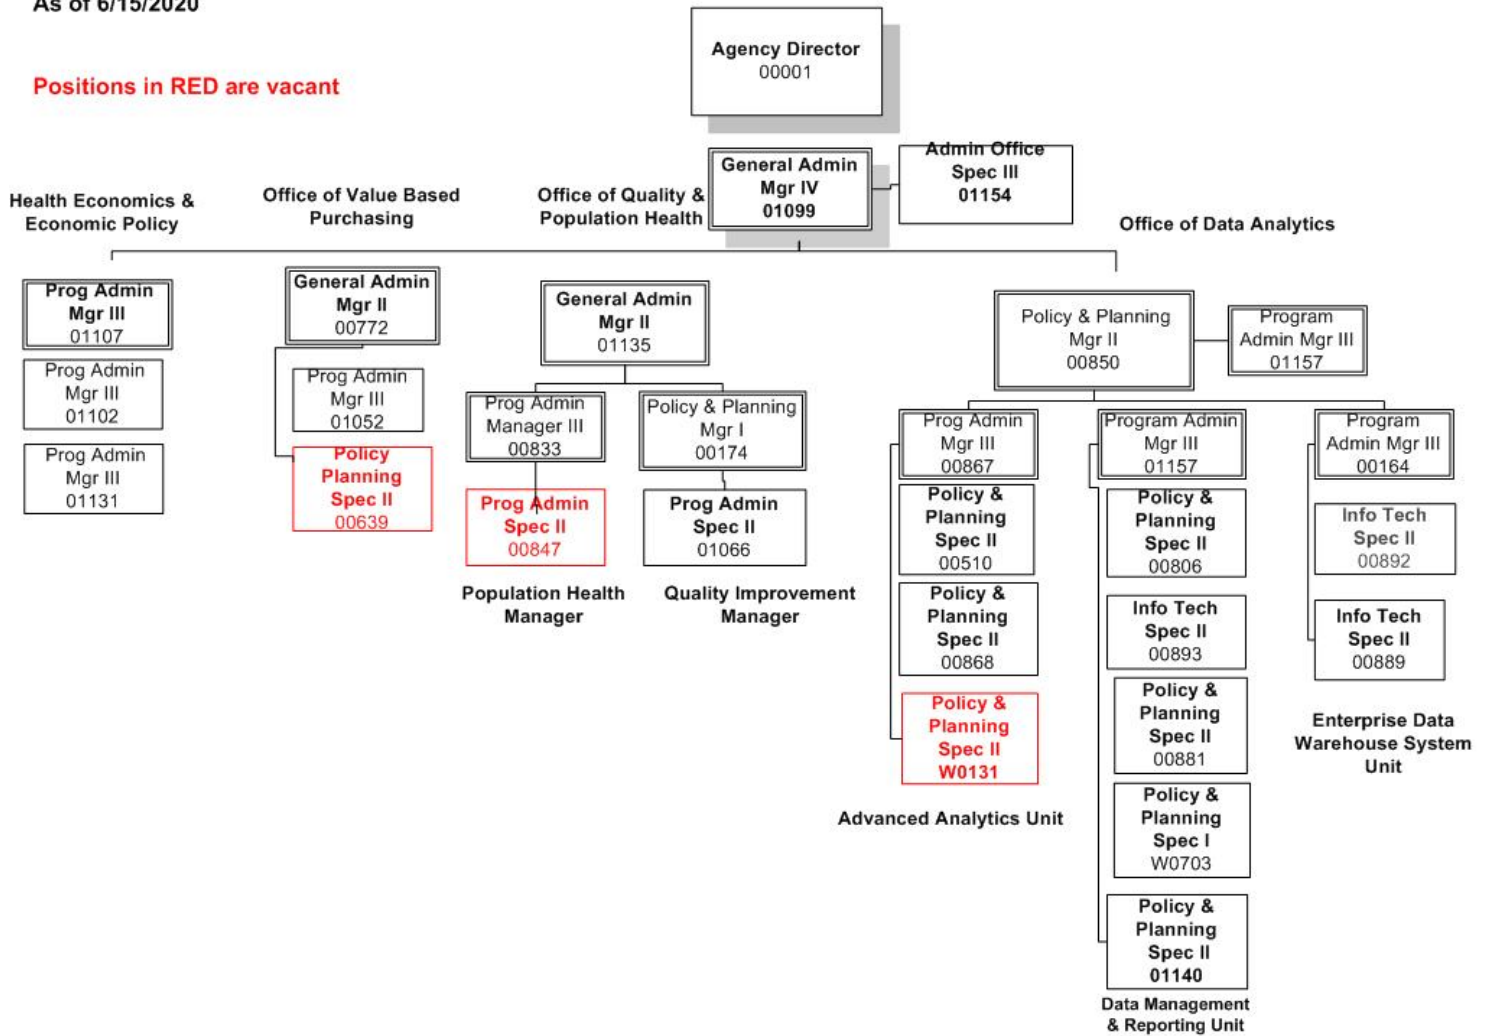 As of 6/15/2020
Positions in RED are vacant
Agency Director
00001
General Admin
Mgr IV
01099
Admin Office
Spec III
01154
Health Economics &
Economic Policy
Office of Value Based
Purchasing
Office of Quality &
Population Health
Office of Data Analytics
Prog Admin
Mgr III
01107
Prog Admin
Mgr III
01102
Prog Admin
Mgr III
01131
General Admin
Mgr II
00772
Prog Admin
Mgr III
01052
Policy
Planning
Spec II
00639
General Admin
Mgr II
01135
Prog Admin
Manager III
00833
Prog Admin
Spec II
00847
Population Health
Manager
Policy & Planning
Mgr I
00174
Prog Admin
Spec II
01066
Quality Improvement
Manager
Policy & Planning
Mgr II
00850
Program
Admin Mgr III
01157
Prog Admin
Mgr III
00867
Policy &
Planning
Spec II
00510
Policy &
Planning
Spec II
00868
Policy &
Planning
Spec II
W0131
Advanced Analytics Unit
Program Admin
Mgr III
01157
Policy &
Planning
Spec II
00806
Info Tech
Spec II
00893
Policy &
Planning
Spec II
00881
Policy &
Planning
Spec I
W0703
Policy &
Planning
Spec II
01140
Data Management
& Reporting Unit
Program
Admin Mgr III
00164
Info Tech
Spec II
00892
Info Tech
Spec II
00889
Enterprise Data
Warehouse System
Unit